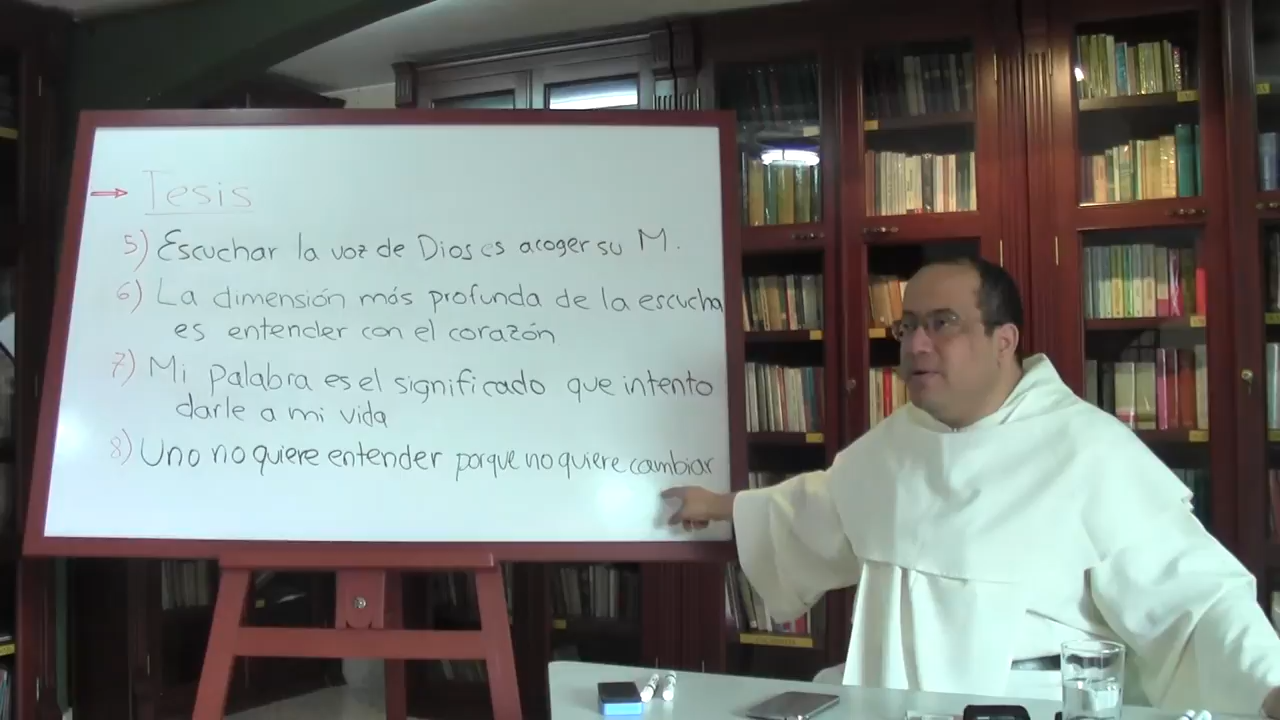 Tesis
5) Escuchar la voz de Dios es acoger su M.
6) La dimensión más profunda de la escucha
es entender con el corazón
7) Mi palabra es el significado que intento
darle a mi vida
8) Uno no quiere entender porque no quiere cambiar